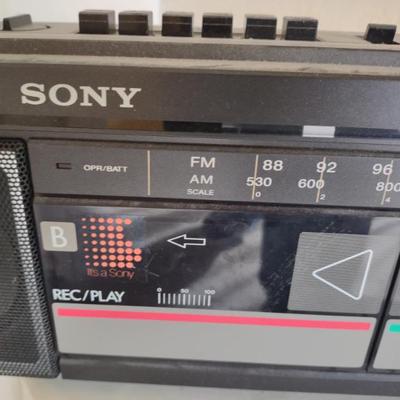 SONY
OPR/BATT
FM 88 92 96
AM 530 600 800
SCALE 0 2 4
B
It's a Sony
REC/PLAY
0 50 100